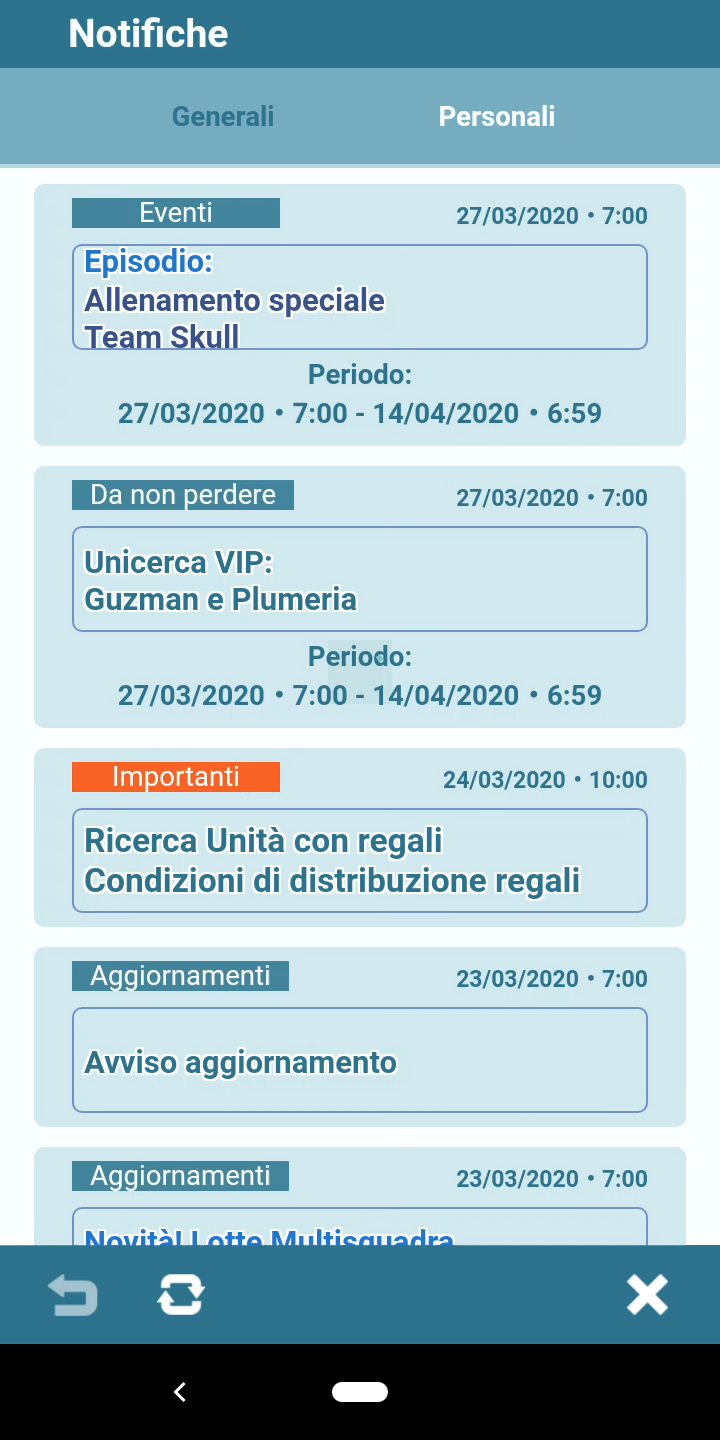 Notifiche
Generali Personali
Eventi 27/03/2020 • 7:00
Episodio:
Allenamento speciale
Team Skull
Periodo:
27/03/2020 • 7:00 - 14/04/2020 • 6:59
Da non perdere 27/03/2020 • 7:00
Unicerca VIP:
Guzman e Plumeria
Periodo:
27/03/2020 • 7:00 - 14/04/2020 • 6:59
Importanti 24/03/2020 • 10:00
Ricerca Unità con regali
Condizioni di distribuzione regali
Aggiornamenti 23/03/2020 • 7:00
Avviso aggiornamento
Aggiornamenti 23/03/2020 • 7:00
Novità! Lotte Multisquadra